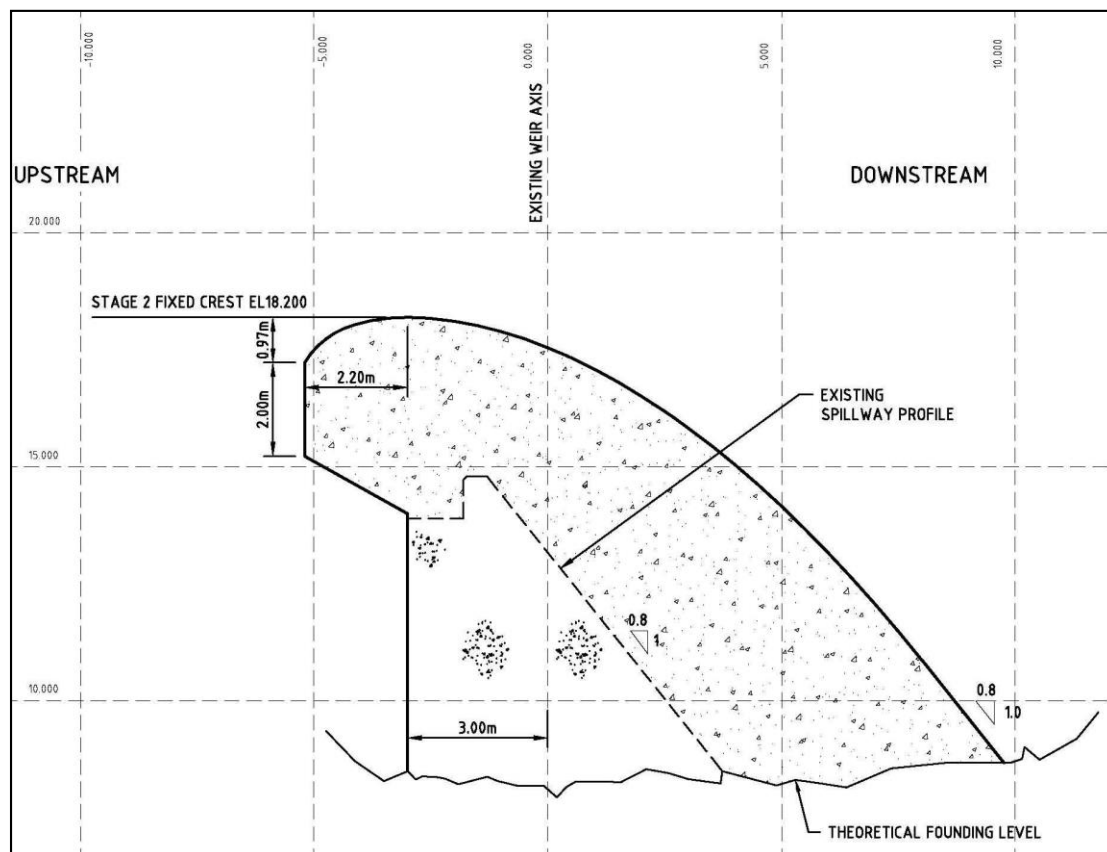 -10.000
-5.000
0.000
5.000
10.000
EXISTING WEIR AXIS
UPSTREAM
DOWNSTREAM
20.000
STAGE 2 FIXED CREST EL18.200
0.97m
2.20m
2.00m
EXISTING
SPILLWAY PROFILE
15.000
0.8
1
10.000
0.8
1.0
3.00m
THEORETICAL FOUNDING LEVEL